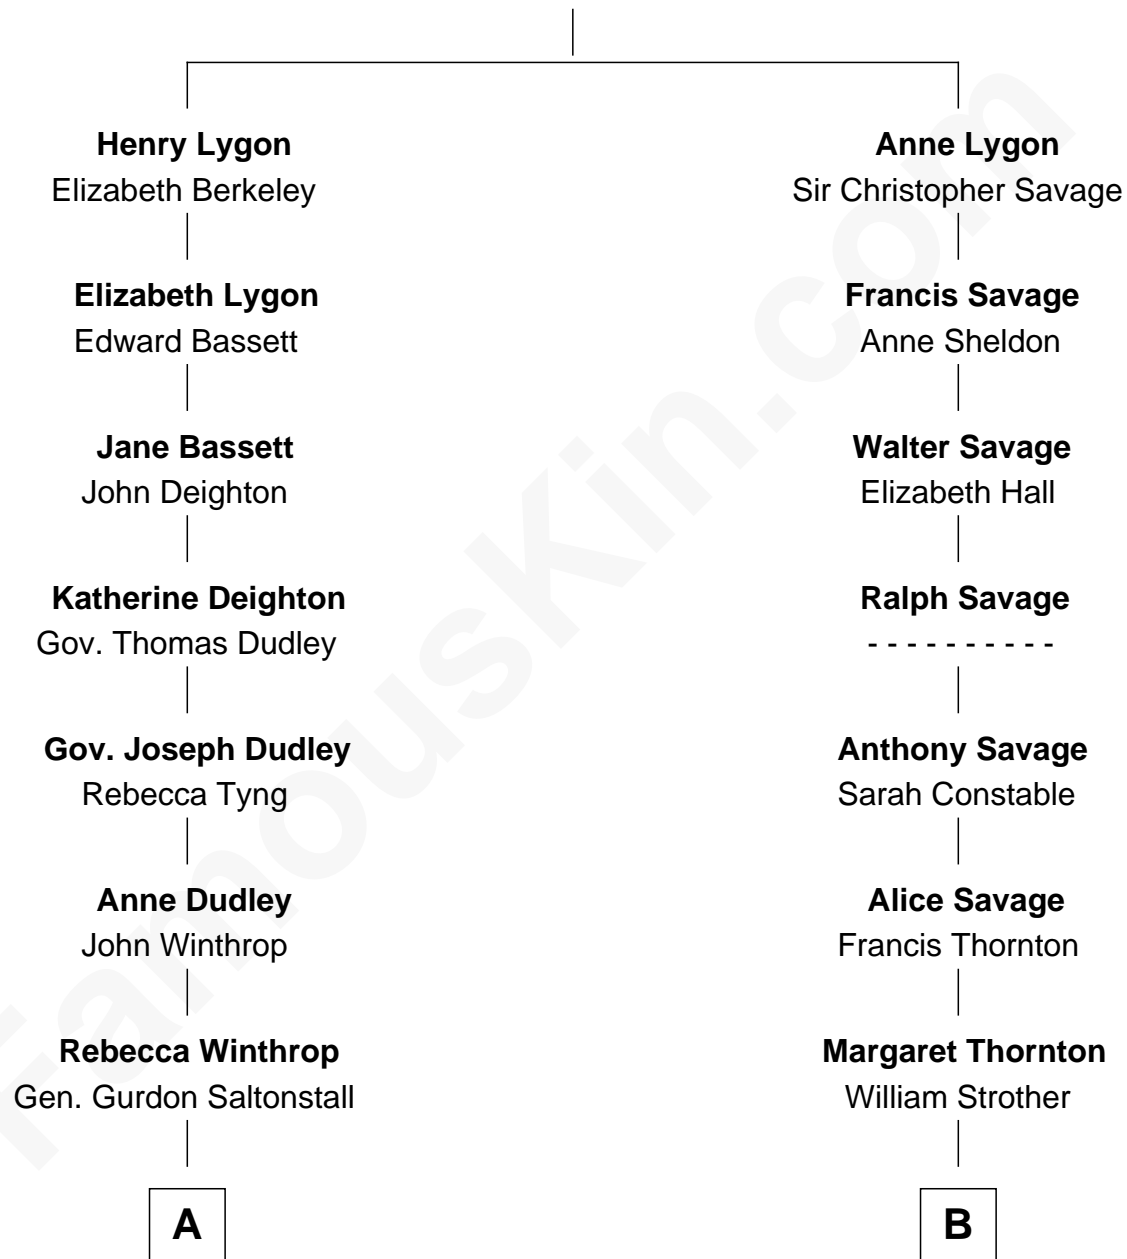 Henry Lygon
Elizabeth Berkeley
Elizabeth Lygon
Edward Bassett
Jane Bassett
John Deighton
Katherine Deighton
Gov. Thomas Dudley
Gov. Joseph Dudley
Rebecca Tyng
Anne Dudley
John Winthrop
Rebecca Winthrop
Gen. Gurdon Saltonstall
A
Anne Lygon
Sir Christopher Savage
Francis Savage
Anne Sheldon
Walter Savage
Elizabeth Hall
Ralph Savage
- - - - - - - - - -
Anthony Savage
Sarah Constable
Alice Savage
Francis Thornton
Margaret Thornton
William Strother
B
FamousKin.com